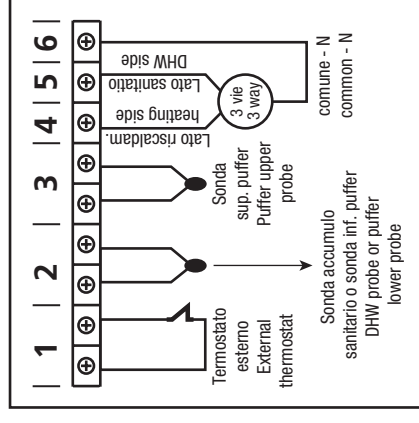 1 2 3 4 5 6
Termostato
esterno
External
thermostat
Sonda accumulo
sanitario o sonda inf. puffer
DHW probe or puffer
lower probe
Sonda
sup. puffer
Puffer upper
probe
Lato riscaldam.
heating side
Lato sanitatio
DHW side
3 vie
3 way
comune - N
common - N